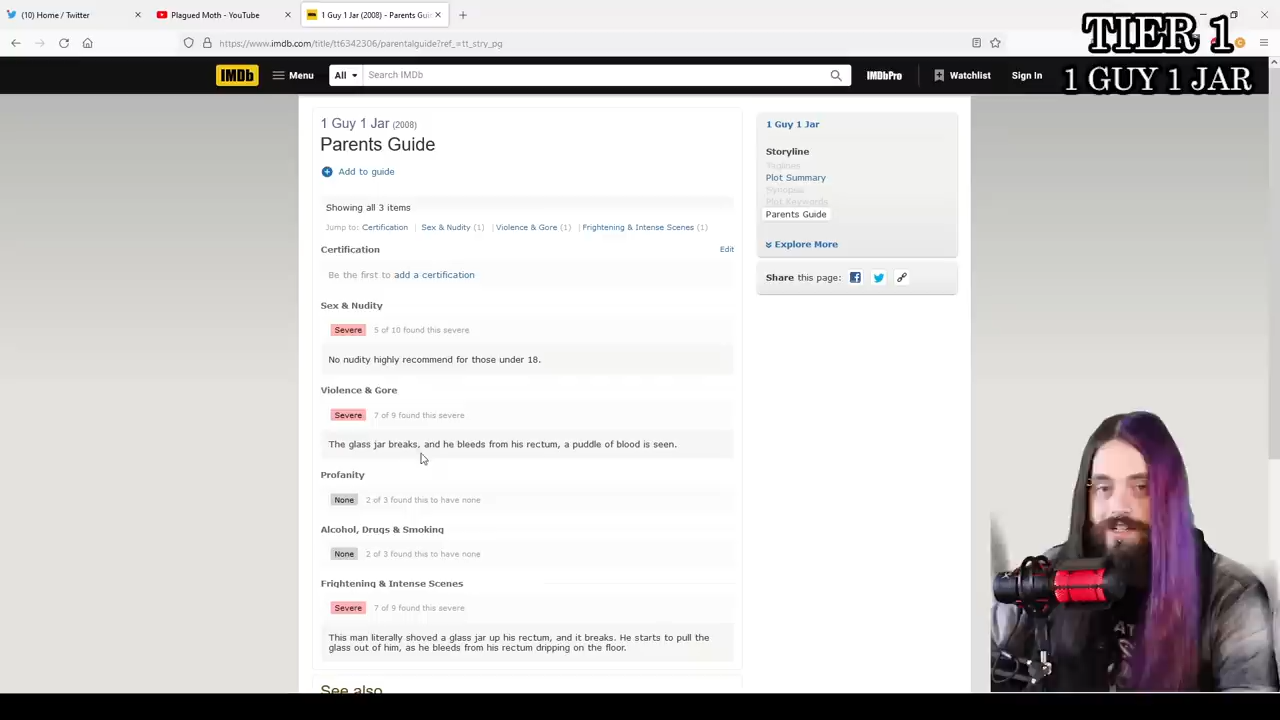 (10) Home / Twitter
Plagued Moth - YouTube
1 Guy 1 Jar (2008) - Parents Gui
TIER 1
https://www.imdb.com/title/tt6342306/parentalguide?ref_=tt_stry_pg
IMDb
Menu
All
Search IMDb
IMDbPro
Watchlist
Sign In
1 GUY 1 JAR
1 Guy 1 Jar (2008)
Parents Guide
Add to guide
Showing all 3 items
Jump to: Certification | Sex & Nudity (1) | Violence & Gore (1) | Frightening & Intense Scenes (1)
Certification
Edit
Be the first to add a certification
Sex & Nudity
Severe 5 of 10 found this severe
No nudity highly recommend for those under 18.
Violence & Gore
Severe 7 of 9 found this severe
The glass jar breaks, and he bleeds from his rectum, a puddle of blood is seen.
Profanity
None 2 of 3 found this to have none
Alcohol, Drugs & Smoking
None 2 of 3 found this to have none
Frightening & Intense Scenes
Severe 7 of 9 found this severe
This man literally shoved a glass jar up his rectum, and it breaks. He starts to pull the
glass out of him, as he bleeds from his rectum dripping on the floor.
See also
1 Guy 1 Jar
Storyline
Taglines
Plot Summary
Synopsis
Plot Keywords
Parents Guide
Explore More
Share this page: